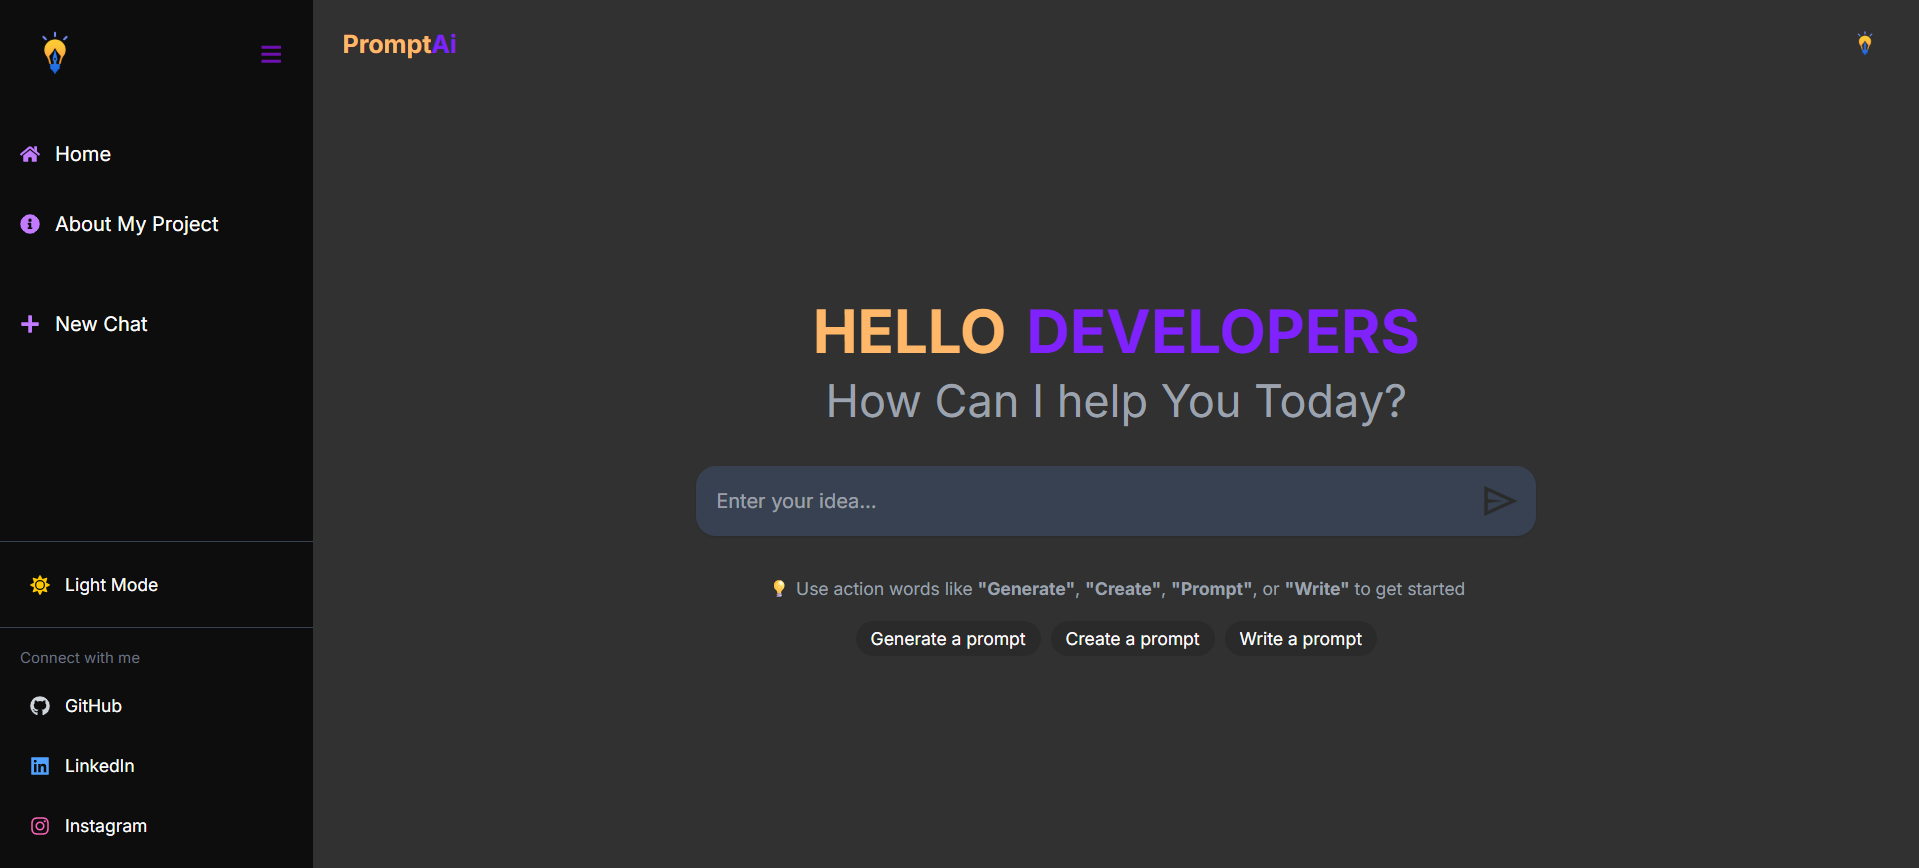 PromptAi
Home
About My Project
New Chat
HELLO DEVELOPERS
How Can I help You Today?
Enter your idea...
Use action words like "Generate", "Create", "Prompt", or "Write" to get started
Generate a prompt
Create a prompt
Write a prompt
Light Mode
Connect with me
GitHub
LinkedIn
Instagram